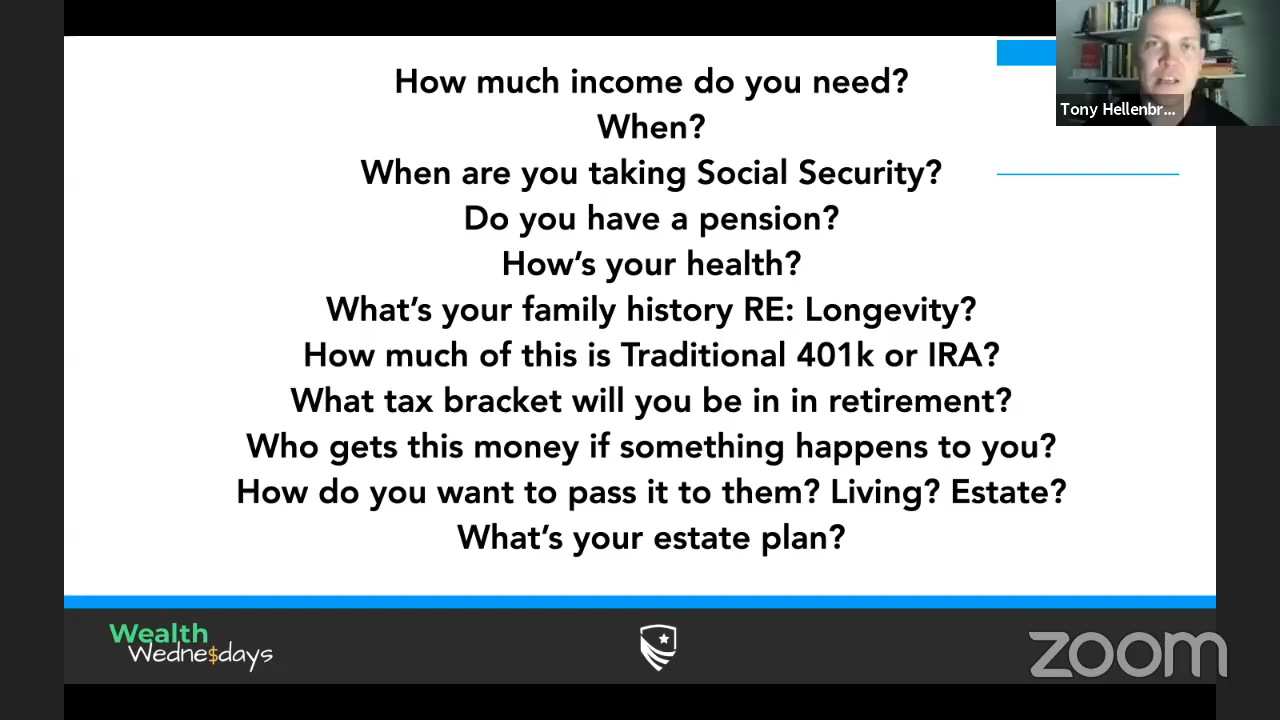 How much income do you need?
When?
When are you taking Social Security?
Do you have a pension?
How's your health?
What's your family history RE: Longevity?
How much of this is Traditional 401k or IRA?
What tax bracket will you be in in retirement?
Who gets this money if something happens to you?
How do you want to pass it to them? Living? Estate?
What's your estate plan?
Tony Hellenbr...
Wealth
Wedne$days
zoom